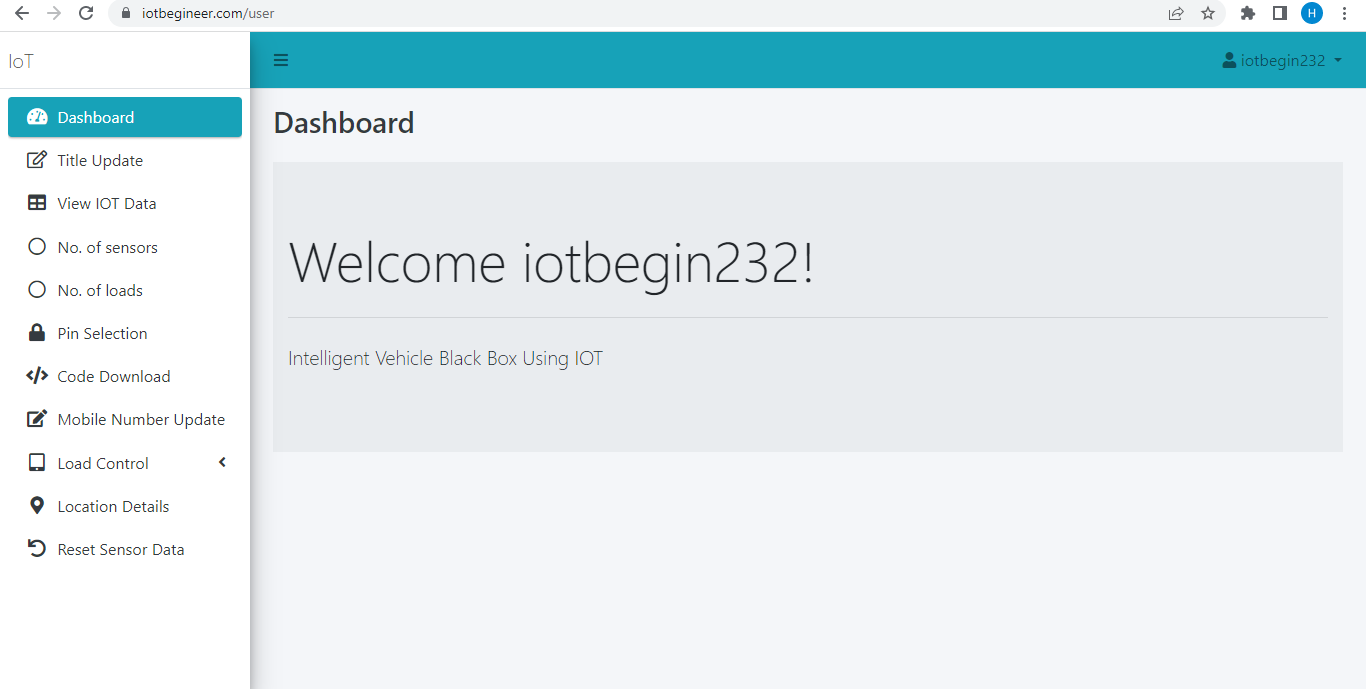 iotbegineer.com/user
H
IoT
iotbegin232
Dashboard
Title Update
View IOT Data
No. of sensors
No. of loads
Pin Selection
Code Download
Mobile Number Update
Load Control
Location Details
Reset Sensor Data
Dashboard
Welcome iotbegin232!
Intelligent Vehicle Black Box Using IOT